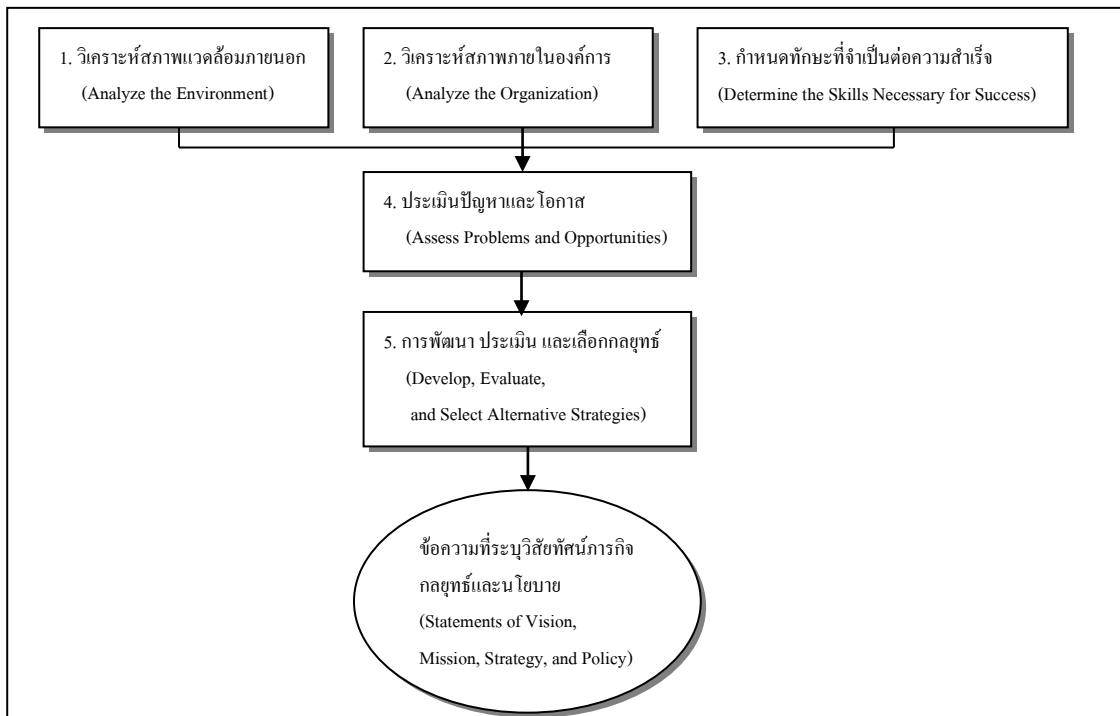 1. วิเคราะห์สภาพแวดล้อมภายนอก
(Analyze the Environment)
2. วิเคราะห์สภาพภายในองค์การ
(Analyze the Organization)
3. กำหนดทักษะที่จำเป็นต่อความสำเร็จ
(Determine the Skills Necessary for Success)
4. ประเมินปัญหาและโอกาส
(Assess Problems and Opportunities)
5. การพัฒนา ประเมิน และเลือกกลยุทธ์
(Develop, Evaluate,
and Select Alternative Strategies)
ข้อความที่ระบุวิสัยทัศน์ภารกิจ
กลยุทธ์และนโยบาย
(Statements of Vision,
Mission, Strategy, and Policy)